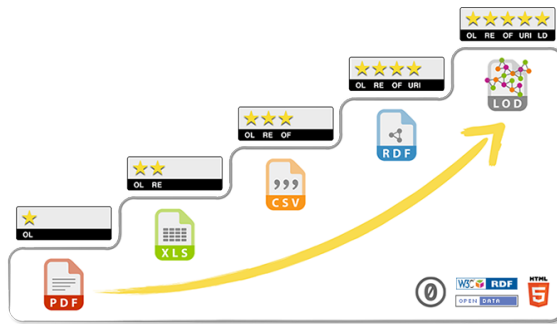 OL RE OF URI LD
LOD
OL RE OF URI
RDF
OL RE OF
CSV
OL RE
XLS
OL
PDF
0
W3C RDF
OPEN DATA
HTML
5